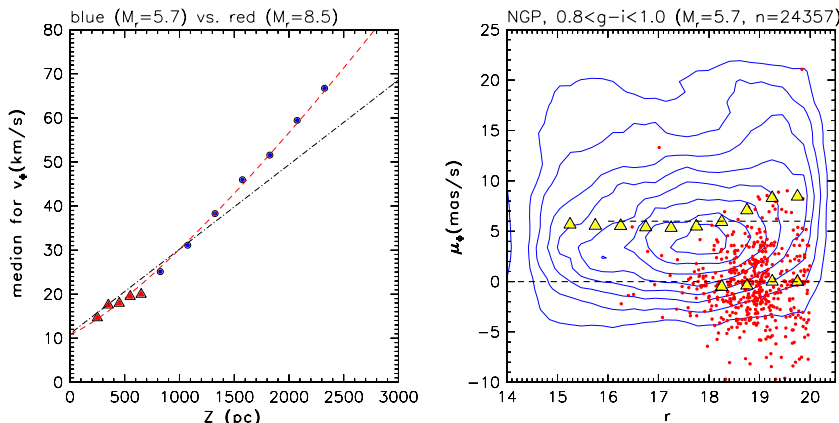 blue (M_r=5.7) vs. red (M_r=8.5)
NGP, 0.8<g-i<1.0 (M_r=5.7, n=24357)
median for v_Φ(km/s)
80
70
60
50
40
30
20
10
0
0 500 1000 1500 2000 2500 3000
Z (pc)
μ_Φ(mas/s)
25
20
15
10
5
0
-5
-10
14 15 16 17 18 19 20
r